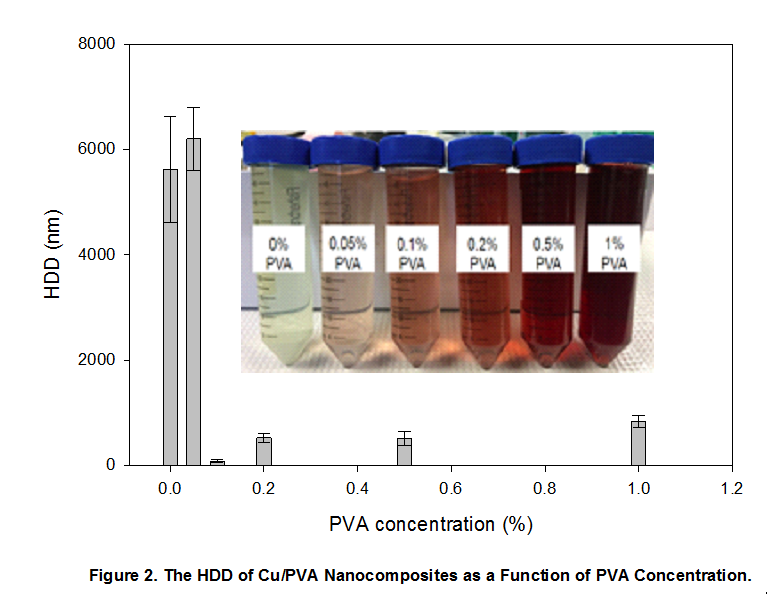 8000
6000
4000
2000
0
HDD (nm)
0%
PVA
0.05%
PVA
0.1%
PVA
0.2%
PVA
0.5%
PVA
1%
PVA
0.0 0.2 0.4 0.6 0.8 1.0 1.2
PVA concentration (%)
Figure 2. The HDD of Cu/PVA Nanocomposites as a Function of PVA Concentration.